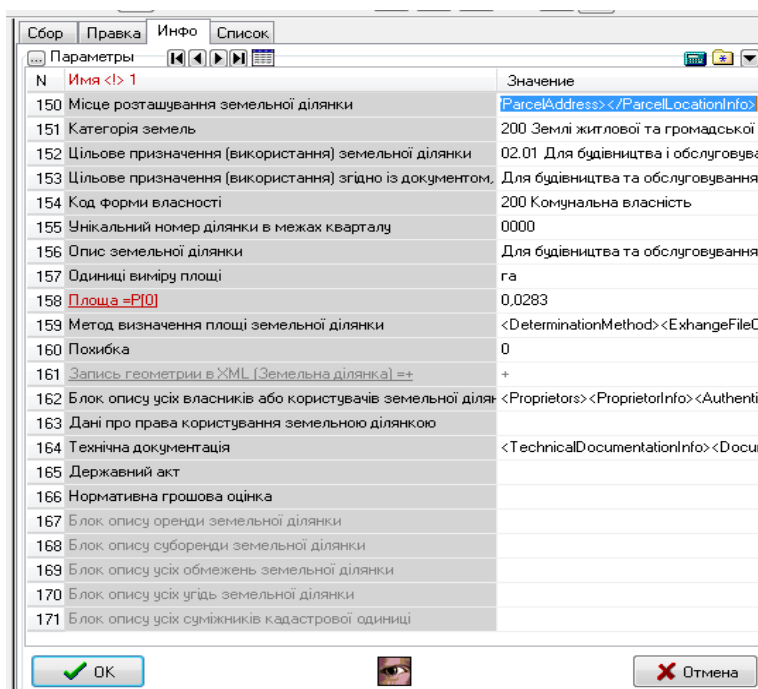 Сбор Правка Инфо Список
... Параметры
N Имя <!> 1 Значение
150 Місце розташування земельної ділянки 'ParcelAddress></ParcelLocationInfo>
151 Категорія земель 200 Землі житлової та громадської
152 Цільове призначення (використання) земельної ділянки 02.01 Для будівництва і обслугов
153 Цільове призначення (використання) згідно із документом, Для будівництва та обслуговування
154 Код форми власності 200 Комунальна власність
155 Унікальний номер ділянки в межах кварталу 0000
156 Опис земельної ділянки Для будівництва та обслуговування
157 Одиниці виміру площі га
158 Площа =P[0] 0,0283
159 Метод визначення площі земельної ділянки <DeterminationMethod><ExhangeFileC
160 Похибка 0
161 Запись геометрии в XML (Земельна ділянка) =+ +
162 Блок опису усіх власників або користувачів земельної ділян <Proprietors><ProprietorInfo><Authenti
163 Дані про права користування земельною ділянкою
164 Технічна документація <TechnicalDocumentationInfo><Docu
165 Державний акт
166 Нормативна грошова оцінка
167 Блок опису оренди земельної ділянки
168 Блок опису суборенди земельної ділянки
169 Блок опису усіх обмежень земельної ділянки
170 Блок опису усіх угідь земельної ділянки
171 Блок опису усіх суміжників кадастрової одиниці
OK Отмена